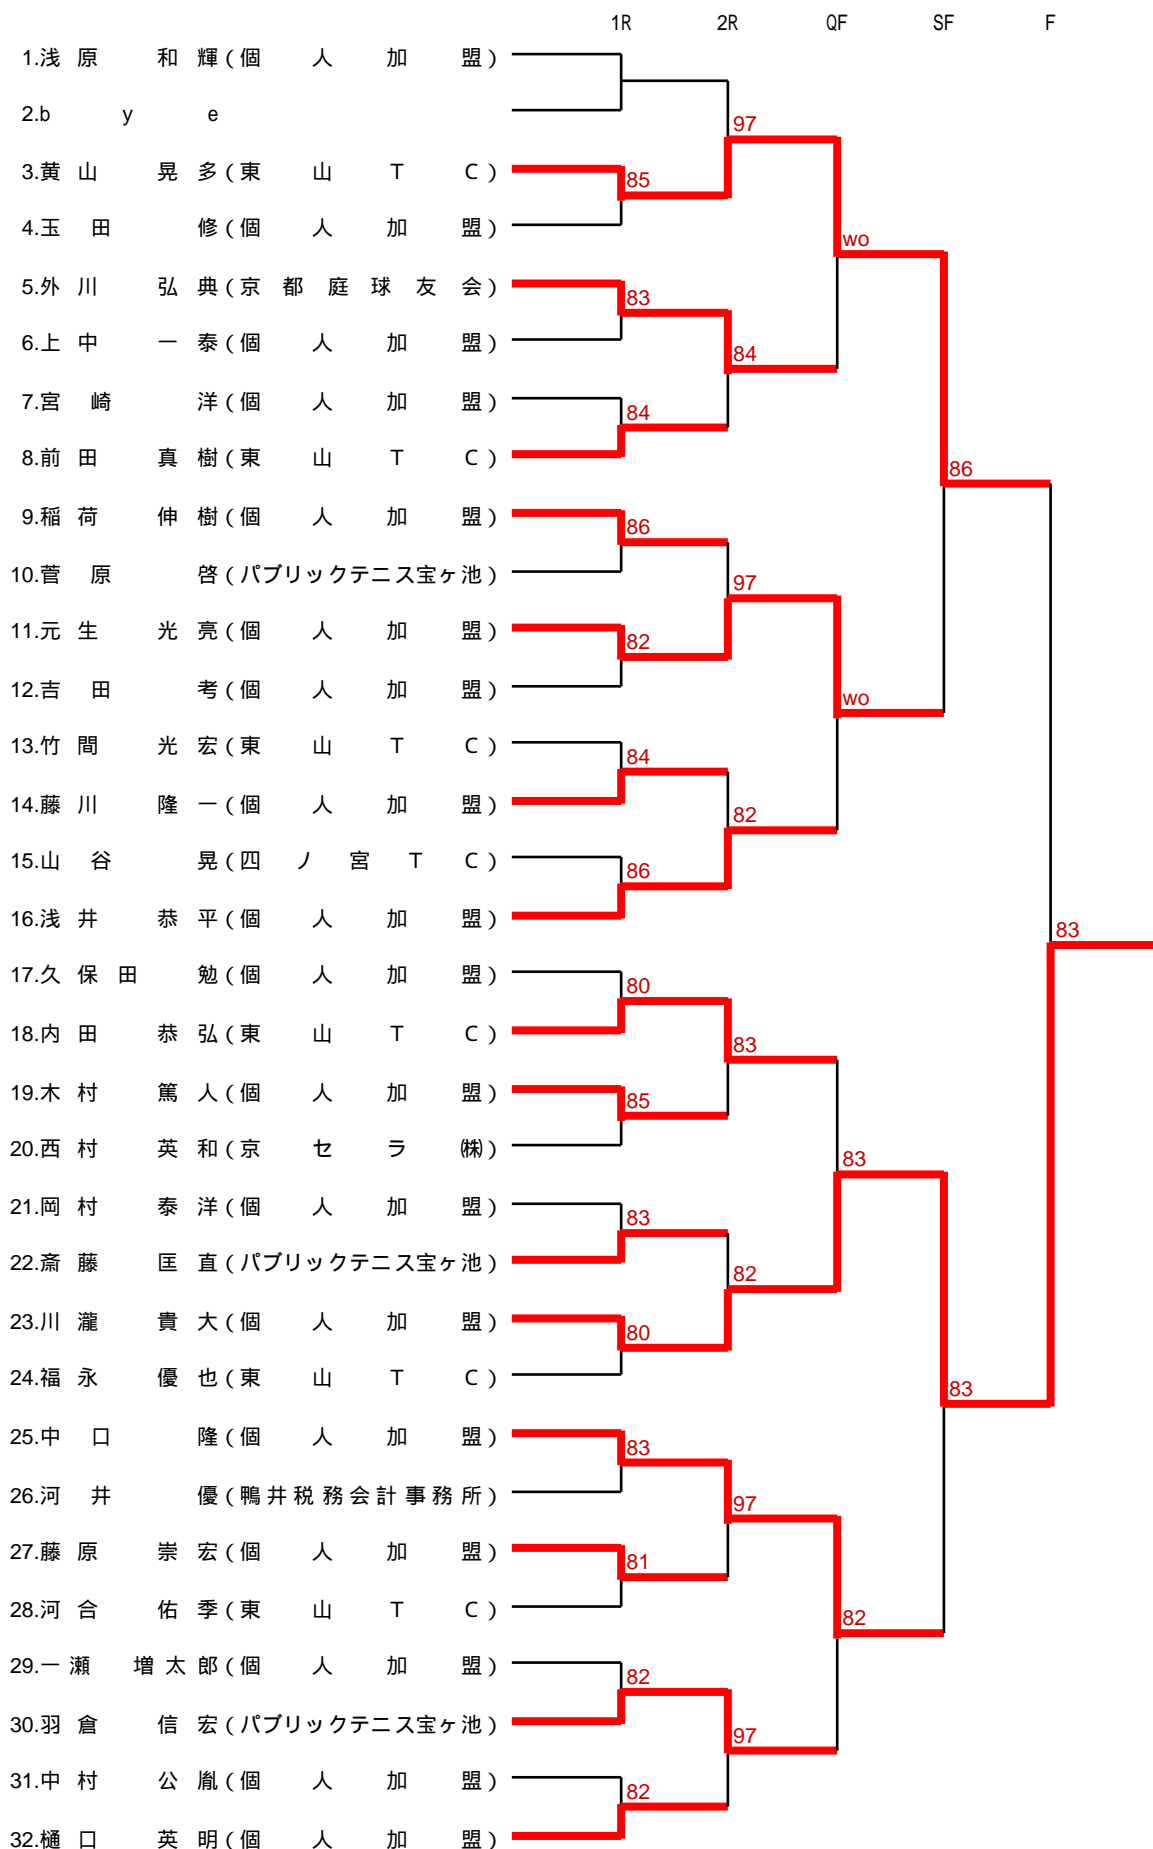 1R 2R QF SF F
1.浅原 和輝(個人加盟)
2.bye
97
3.黄山 晃多(東山TC)
85
4.玉田 修(個人加盟)
wo
5.外川 弘典(京都庭球友会)
83
6.上中 一泰(個人加盟)
84
7.宮崎 洋(個人加盟)
84
8.前田 真樹(東山TC)
86
9.稲荷 伸樹(個人加盟)
86
10.菅原 啓(パブリックテニス宝ヶ池)
97
11.元生 光亮(個人加盟)
82
12.吉田 考(個人加盟)
wo
13.竹間 光宏(東山TC)
84
14.藤川 隆一(個人加盟)
82
15.山谷 晃(四ノ宮TC)
86
16.浅井 恭平(個人加盟)
83
17.久保田 勉(個人加盟)
80
18.内田 恭弘(東山TC)
83
19.木村 篤人(個人加盟)
85
20.西村 英和(京セラ㈱)
83
21.岡村 泰洋(個人加盟)
83
22.斎藤 匡直(パブリックテニス宝ヶ池)
82
23.川瀧 貴大(個人加盟)
80
24.福永 優也(東山TC)
83
25.中口 隆(個人加盟)
83
26.河井 優(鴨井税務会計事務所)
97
27.藤原 崇宏(個人加盟)
81
28.河合 佑季(東山TC)
82
29.一瀬 増太郎(個人加盟)
82
30.羽倉 信宏(パブリックテニス宝ヶ池)
97
31.中村 公胤(個人加盟)
82
32.樋口 英明(個人加盟)